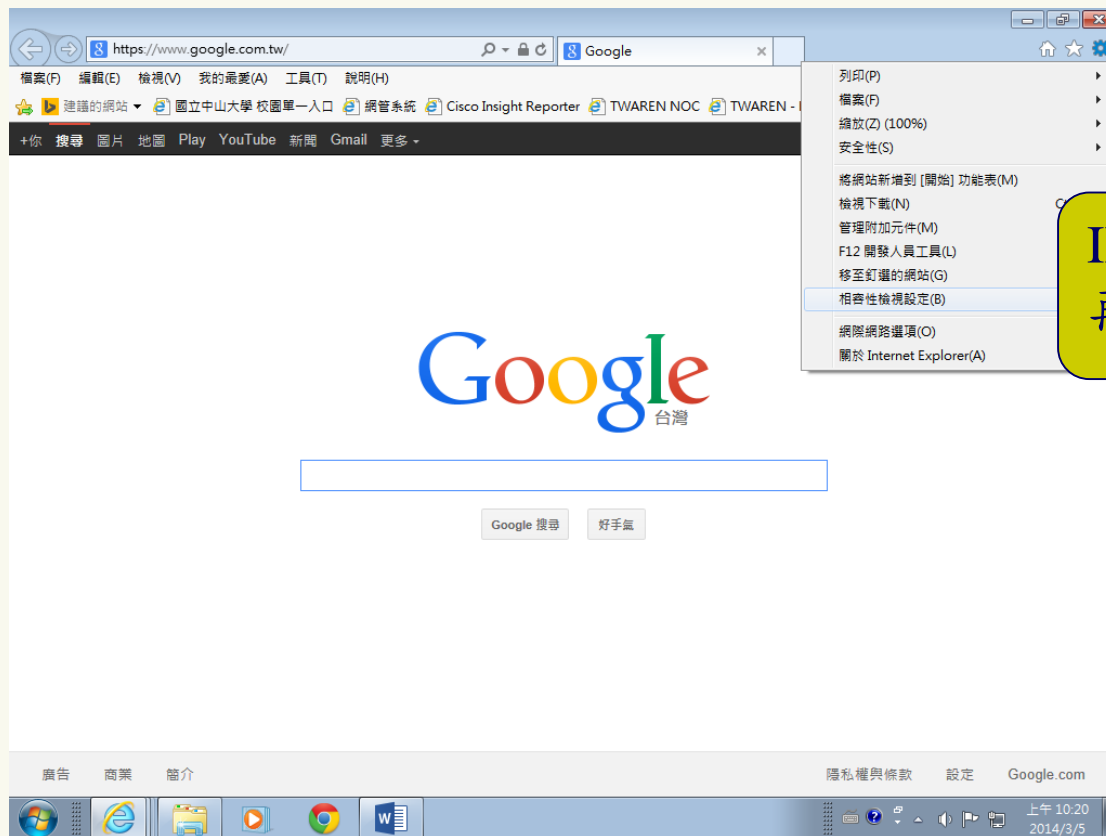 https://www.google.com.tw/
Google
檔案(F) 編輯(E) 檢視(V) 我的最愛(A) 工具(T) 說明(H)
建議的網站 國立中山大學 校園單一入口 網管系統 Cisco Insight Reporter TWAREN NOC TWAREN -
+你 搜尋 圖片 地圖 Play YouTube 新聞 Gmail 更多
列印(P)
檔案(F)
縮放(Z) (100%)
安全性(S)
將網站新增到 [開始] 功能表(M)
檢視下載(N)
管理附加元件(M)
F12 開發人員工具(L)
移至釘選的網站(G)
相容性檢視設定(B)
網際網路選項(O)
關於 Internet Explorer(A)
再
Google
台灣
Google 搜尋 好手氣
廣告 商業 簡介 隱私權與條款 設定 Google.com
上午 10:20
2014/3/5